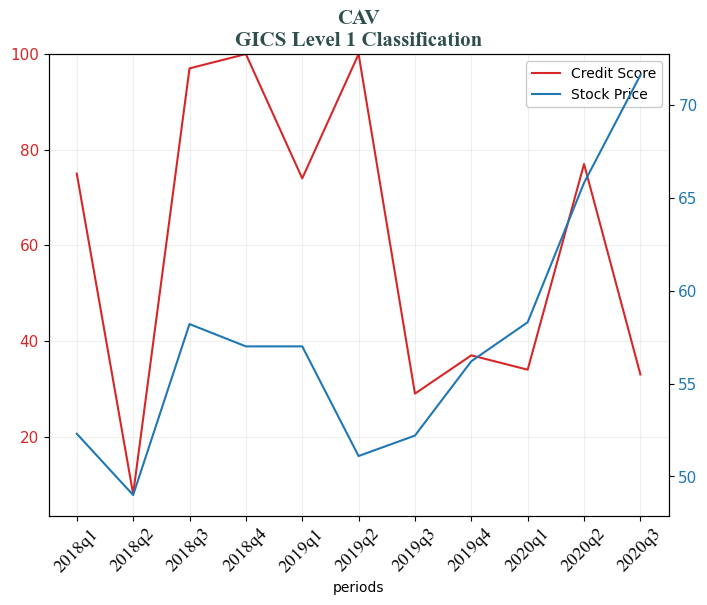 CAV
GICS Level 1 Classification
Credit Score
Stock Price
100
80
60
40
20
70
65
60
55
50
2018q1
2018q2
2018q3
2018q4
2019q1
2019q2
2019q3
2019q4
2020q1
2020q2
2020q3
periods